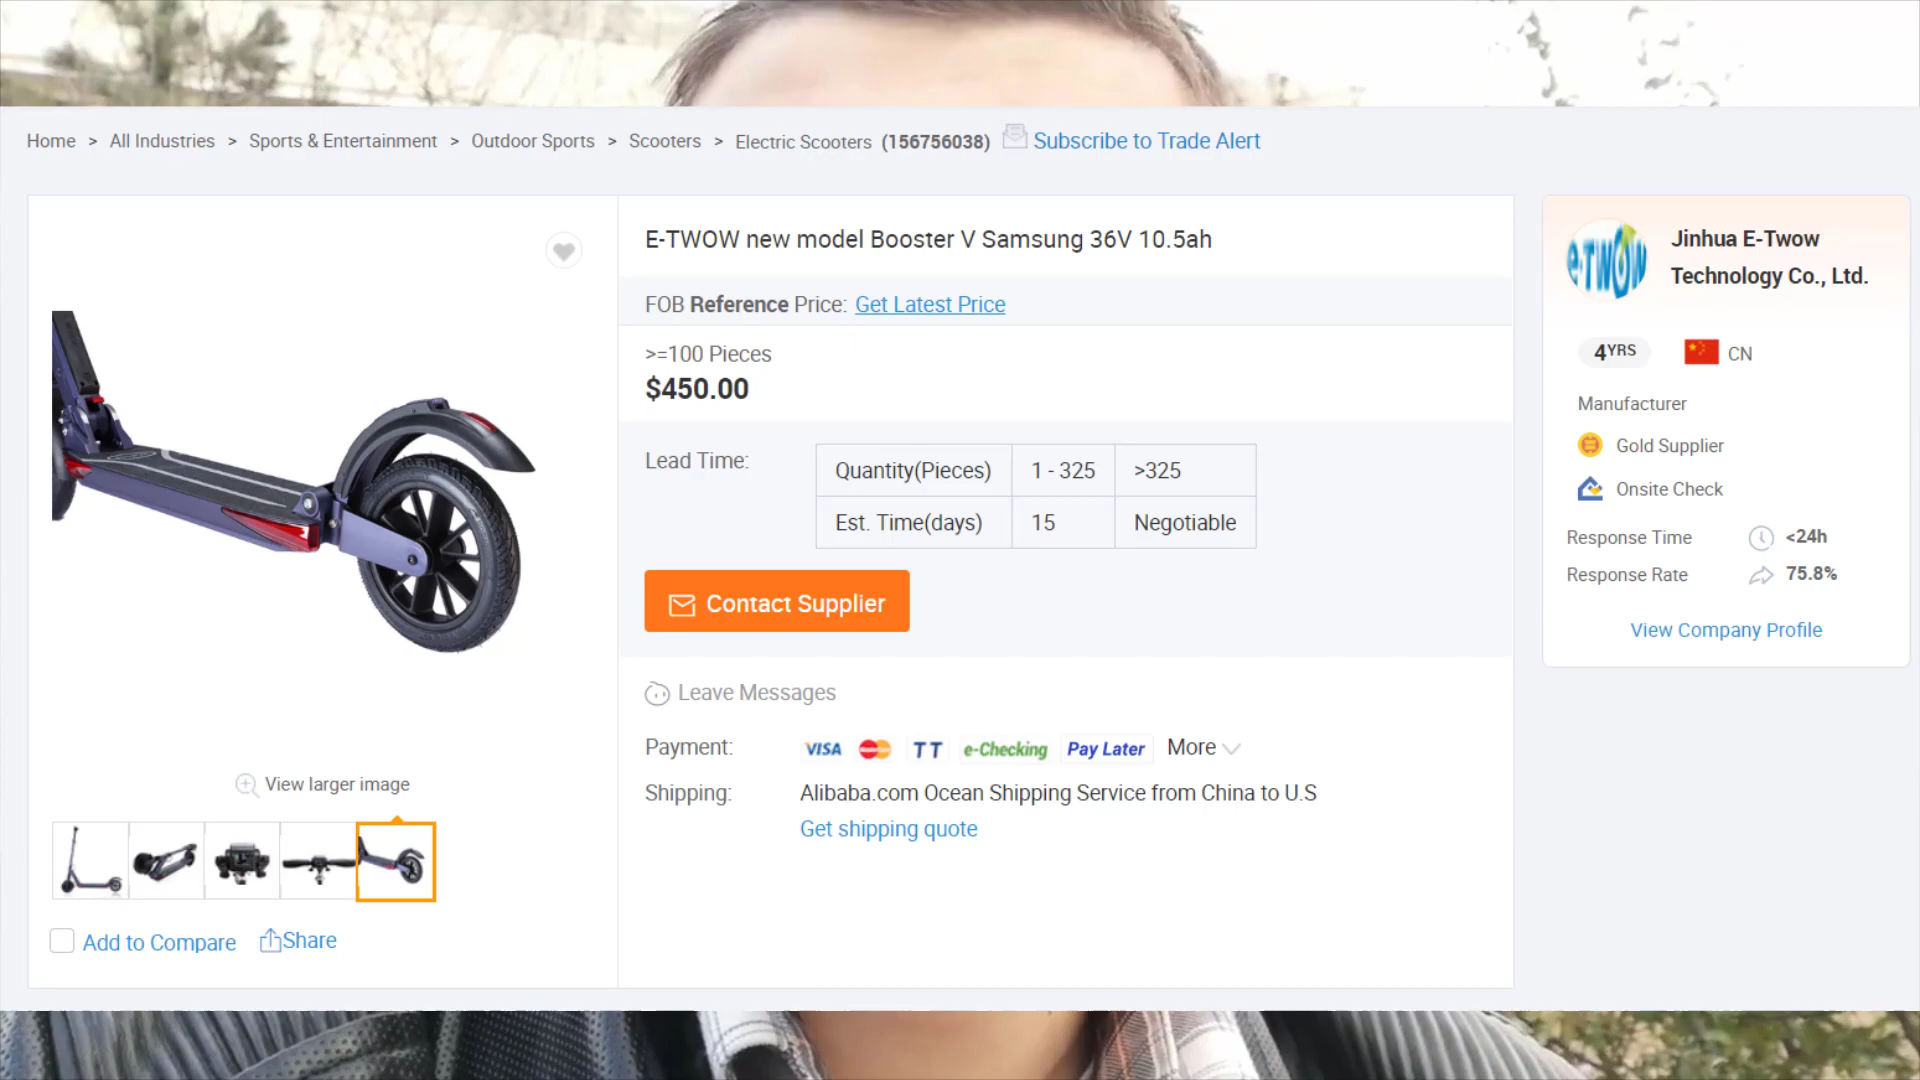 Home > All Industries > Sports & Entertainment > Outdoor Sports > Scooters > Electric Scooters (156756038) Subscribe to Trade Alert
E-TWOW new model Booster V Samsung 36V 10.5ah
FOB Reference Price: Get Latest Price
>=100 Pieces
$450.00
Lead Time:
Quantity(Pieces) 1 - 325 >325
Est. Time(days) 15 Negotiable
Contact Supplier
Leave Messages
Payment: VISA MasterCard TT e-Checking Pay Later More
Shipping: Alibaba.com Ocean Shipping Service from China to U.S
Get shipping quote
View larger image
Add to Compare Share
e-TWOW
Jinhua E-Twow
Technology Co., Ltd.
4YRS CN
Manufacturer
Gold Supplier
Onsite Check
Response Time <24h
Response Rate 75.8%
View Company Profile